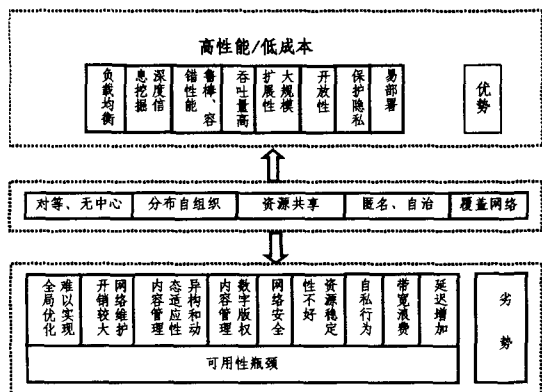 高性能/低成本
负载均衡
深度信
息挖掘
鲁棒、容
错性能
吞吐量高
大规模
扩展性
开放性
保护隐私
易部署
优势
对等、无中心
分布自组织
资源共享
匿名、自治
覆盖网络
难以实现
全局优化
网络维护
开销较大
异构和动
态适应性
内容管理
数字版权
内容管理
网络安全
资源稳定
性不好
自私行为
带宽浪费
延迟增加
可用性瓶颈
劣势